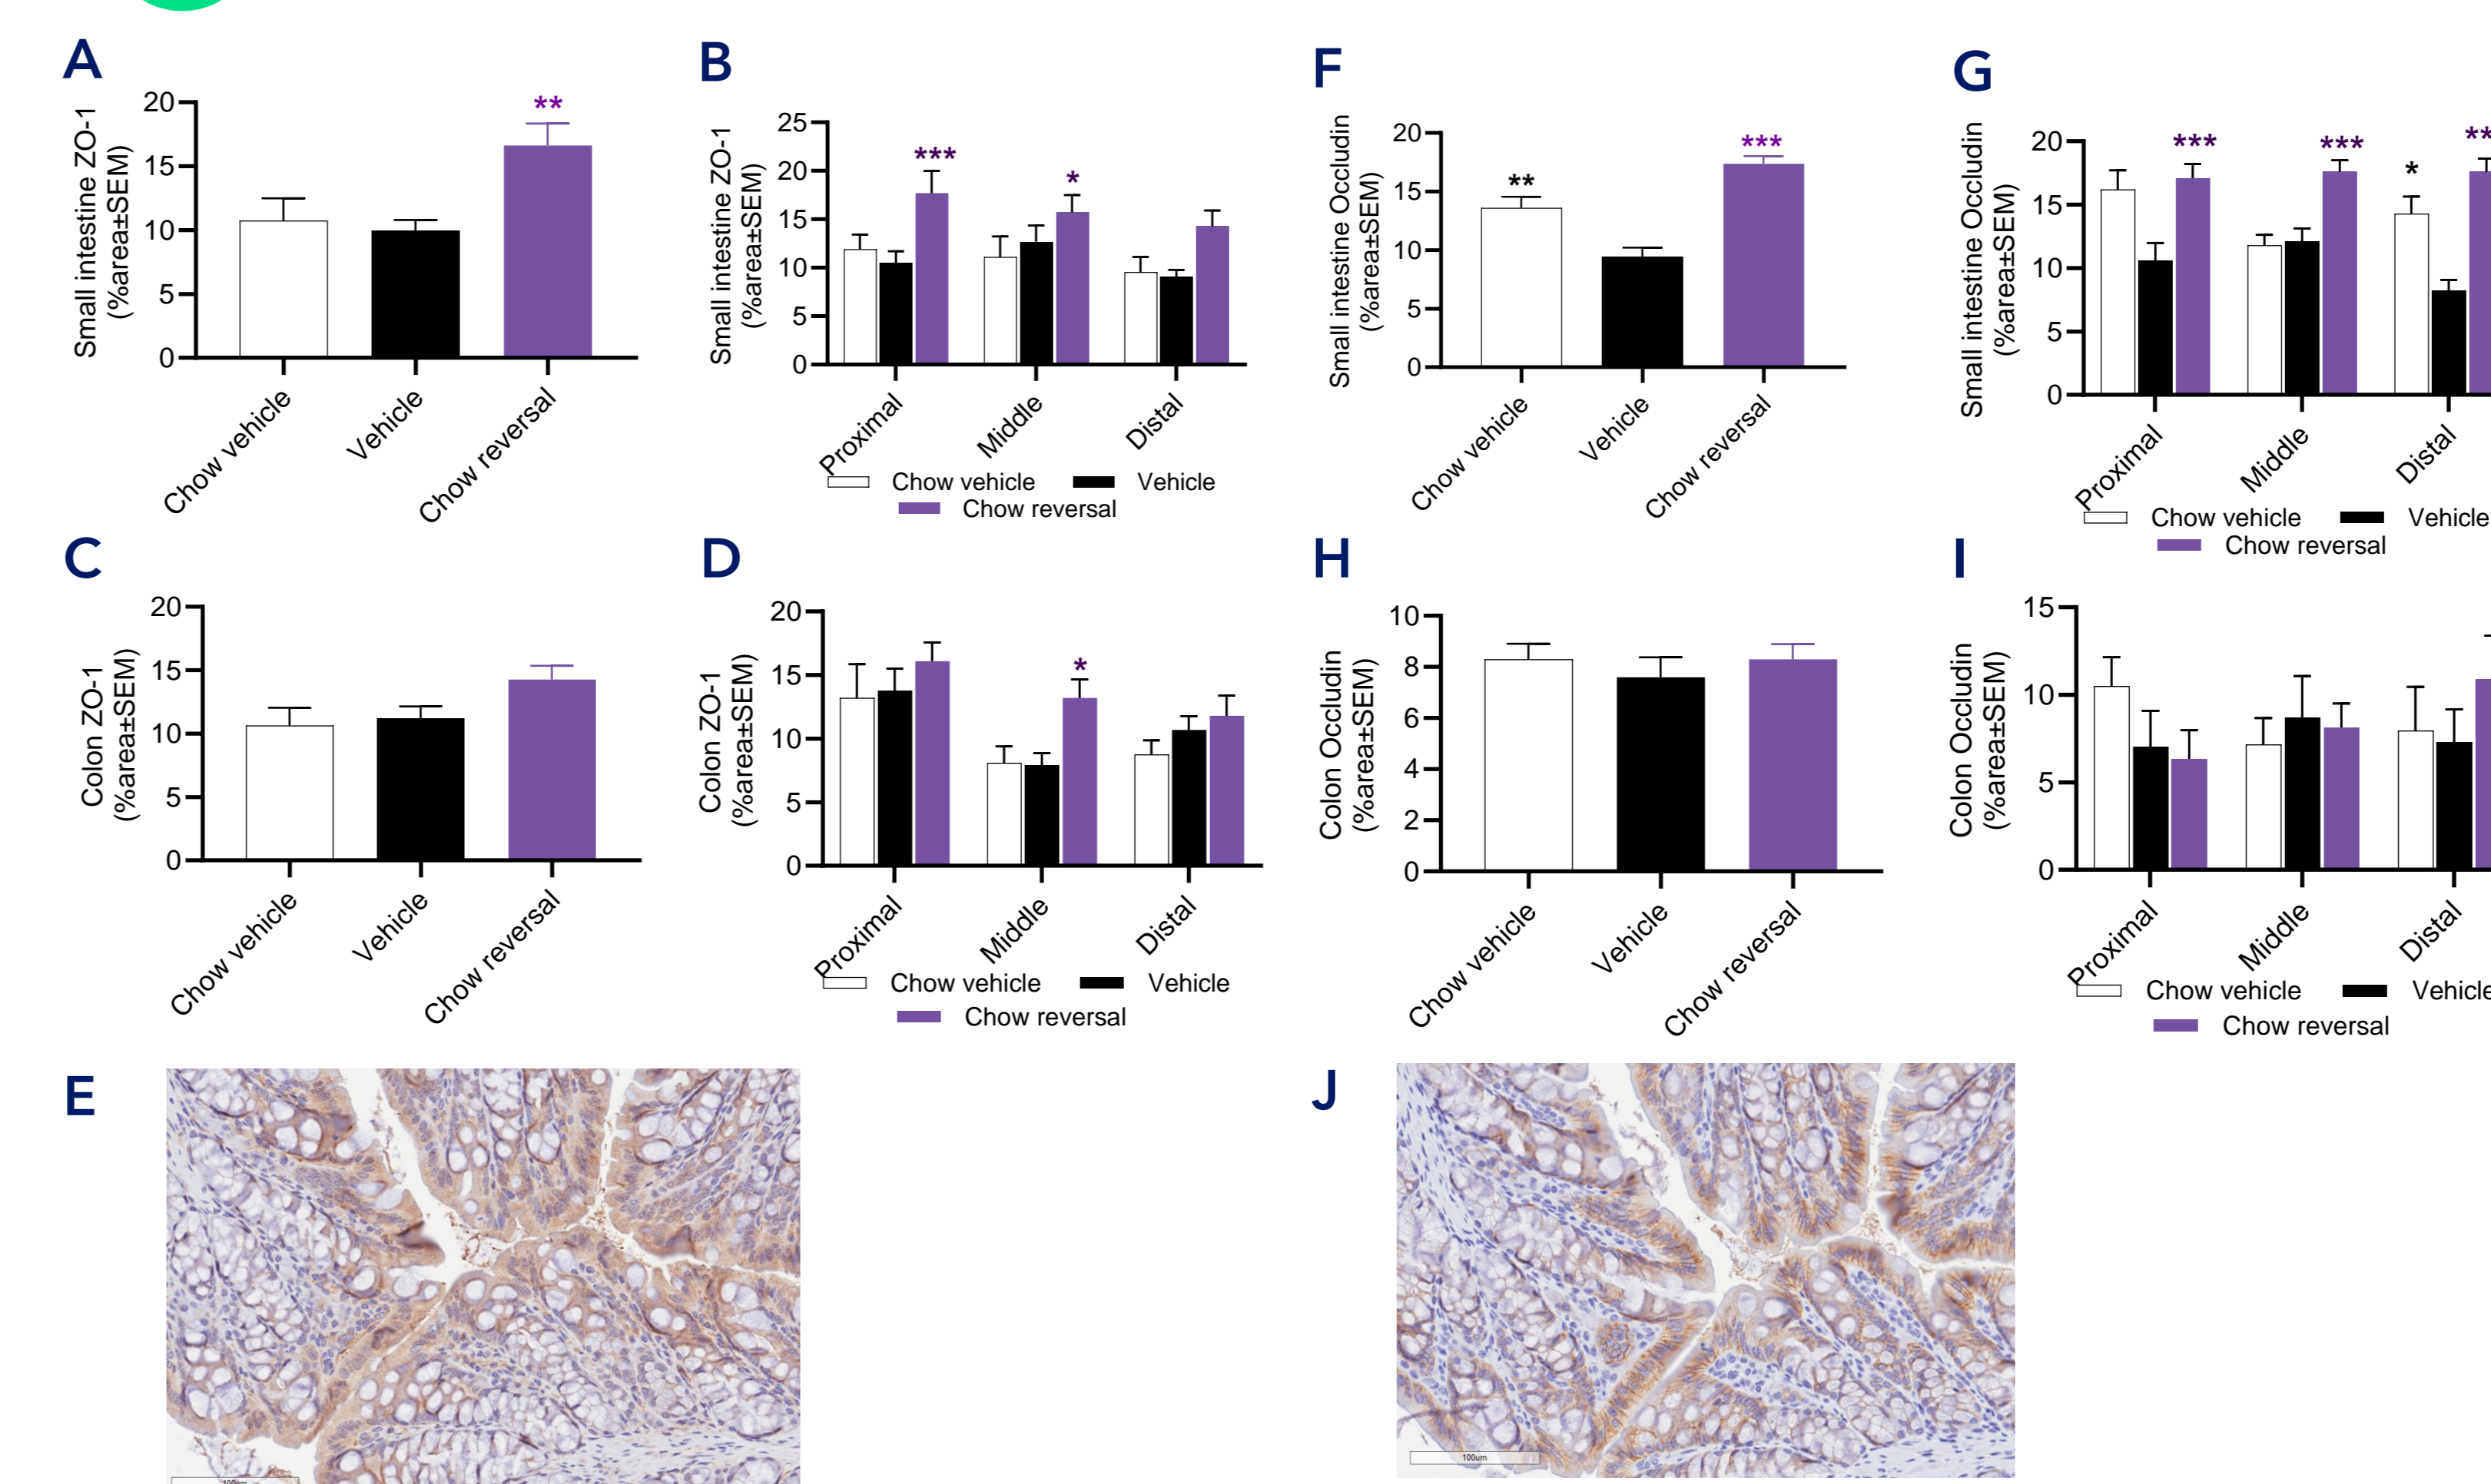 A
Small intestine ZO-1
(%area±SEM)
20
15
10
5
0
**
Chow vehicle
Vehicle
Chow reversal
B
Small intestine ZO-1
(%area±SEM)
25
20
15
10
5
0
***
*
Proximal
Middle
Distal
Chow vehicle
Vehicle
Chow reversal
F
Small intestine Occludin
(%area±SEM)
20
15
10
5
0
**
***
Chow vehicle
Vehicle
Chow reversal
G
Small intestine Occludin
(%area±SEM)
20
15
10
5
0
***
***
*
**
Proximal
Middle
Distal
Chow vehicle
Vehicle
Chow reversal
C
Colon ZO-1
(%area±SEM)
20
15
10
5
0
Chow vehicle
Vehicle
Chow reversal
D
Colon ZO-1
(%area±SEM)
20
15
10
5
0
*
Proximal
Middle
Distal
Chow vehicle
Vehicle
Chow reversal
H
Colon Occludin
(%area±SEM)
10
8
6
4
2
0
Chow vehicle
Vehicle
Chow reversal
I
Colon Occludin
(%area±SEM)
15
10
5
0
Proximal
Middle
Distal
Chow vehicle
Vehicle
Chow reversal
E
J
100um